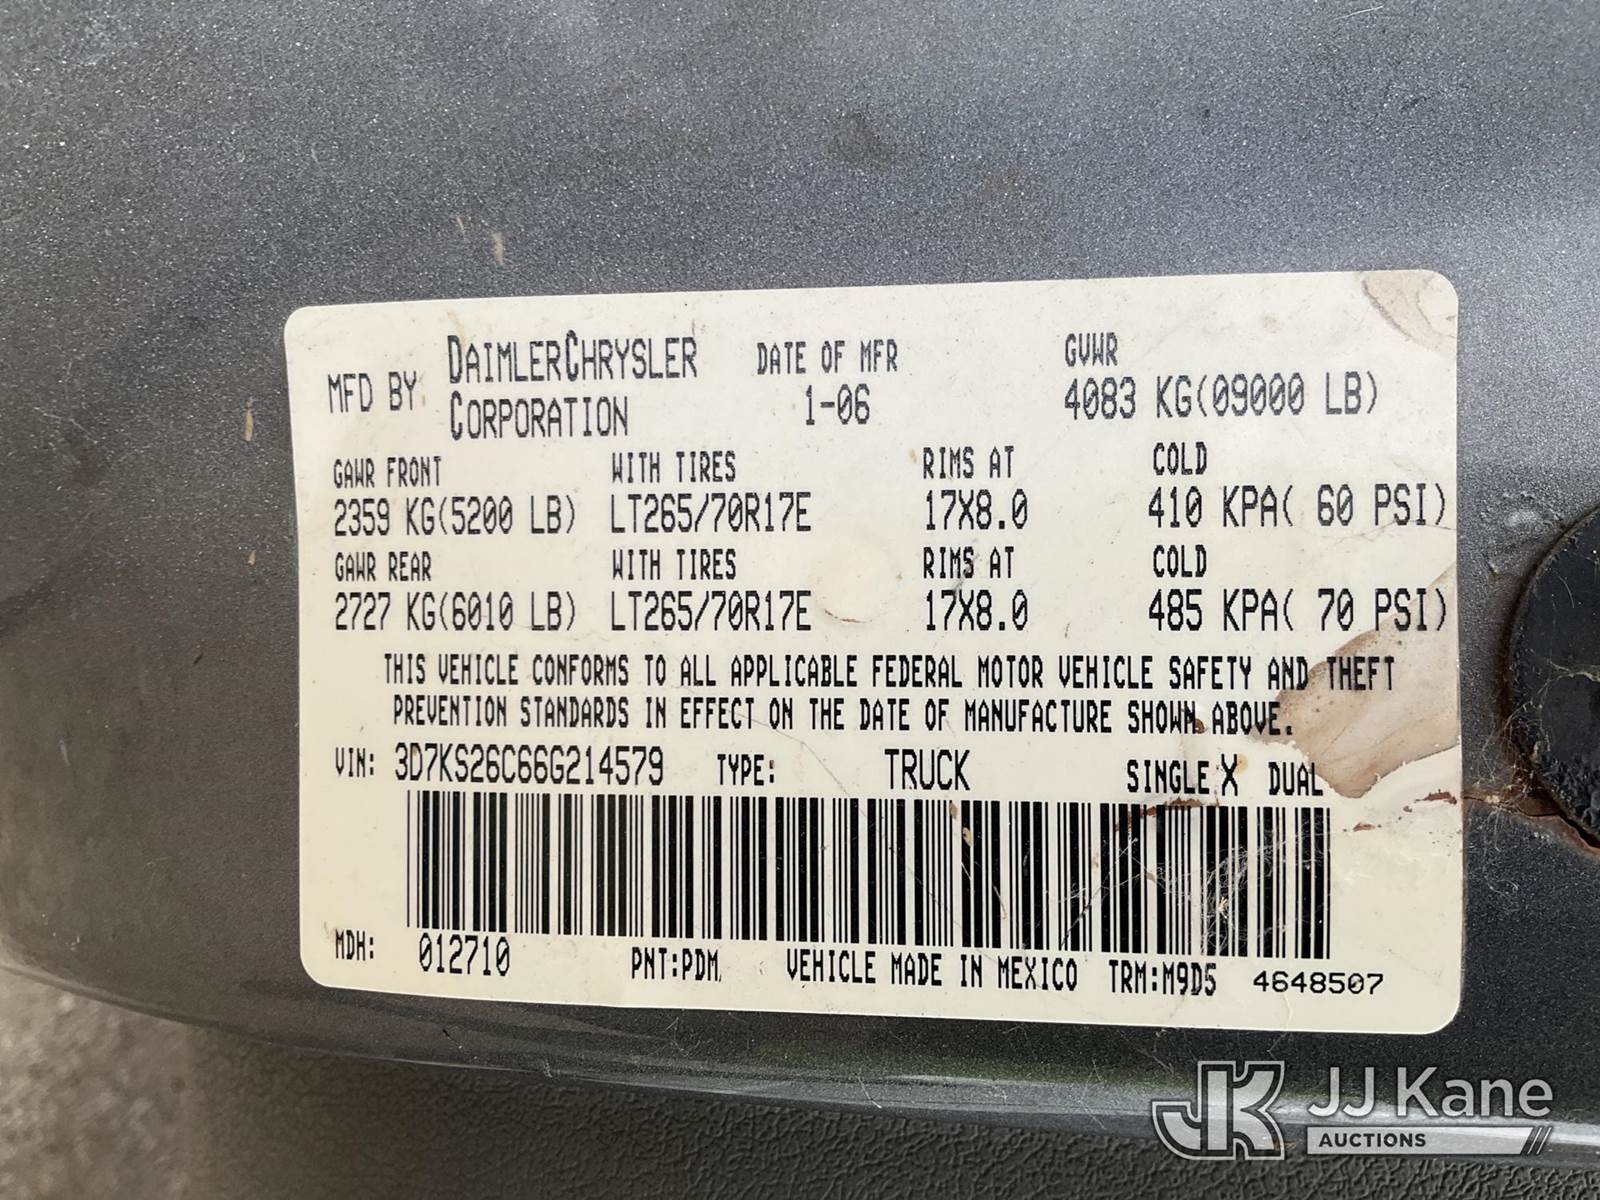 MFD BY DAIMLERCHRYSLER CORPORATION DATE OF MFR 1-06 GVWR 4083 KG(09000 LB)
GAWR FRONT WITH TIRES RIMS AT COLD
2359 KG(5200 LB) LT265/70R17E 17X8.0 410 KPA( 60 PSI)
GAWR REAR WITH TIRES RIMS AT COLD
2727 KG(6010 LB) LT265/70R17E 17X8.0 485 KPA( 70 PSI)
THIS VEHICLE CONFORMS TO ALL APPLICABLE FEDERAL MOTOR VEHICLE SAFETY AND THEFT
PREVENTION STANDARDS IN EFFECT ON THE DATE OF MANUFACTURE SHOWN ABOVE.
VIN: 3D7KS26C66G214579 TYPE: TRUCK SINGLE X DUAL
MDH: 012710 PNT:PDM VEHICLE MADE IN MEXICO TRM:M9D5 4648507
JK JJ Kane
AUCTIONS